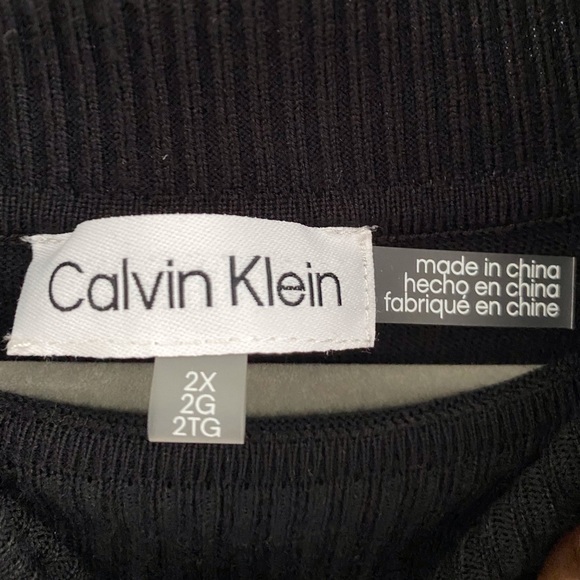 Calvin Klein
made in china
hecho en china
fabriqué en chine
2X
2G
2TG